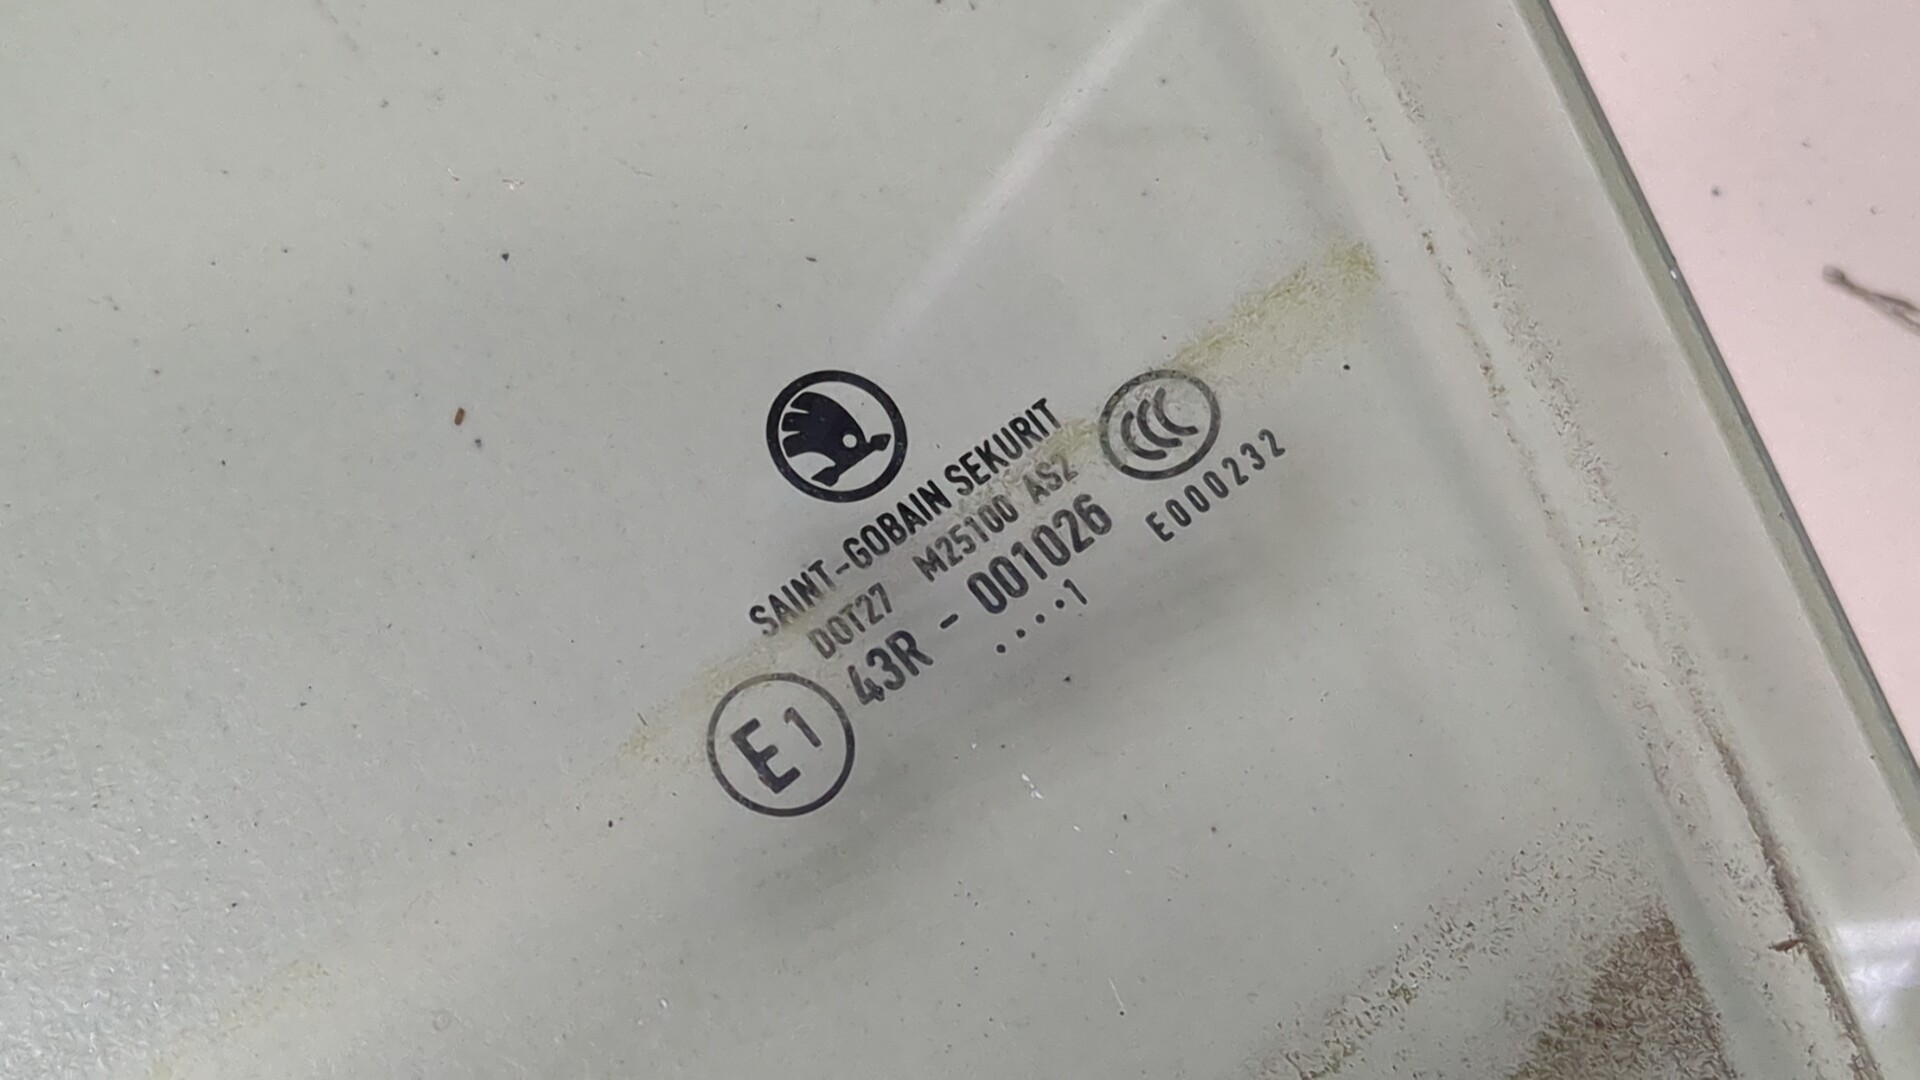 SAINT-GOBAIN SEKURIT
DOT27 M25100 AS2
E1 43R - 001026
....1
CCC
E000232